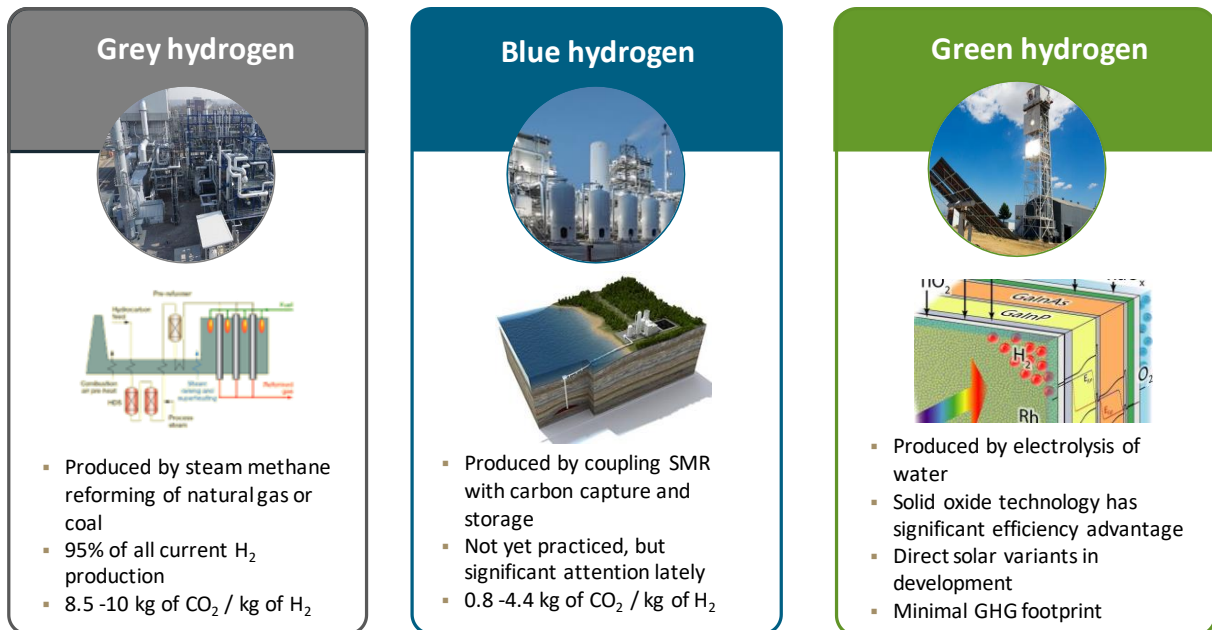 Grey hydrogen
Pre-reformer
Fuel
Hydrocarbon
feed
Combustion
air pre heat
Steam
raising and
superheating
Reformed
gas
HDS
Process
steam
▪ Produced by steam methane
reforming of natural gas or
coal
▪ 95% of all current H₂
production
▪ 8.5 -10 kg of CO₂ / kg of H₂
Blue hydrogen
▪ Produced by coupling SMR
with carbon capture and
storage
▪ Not yet practiced, but
significant attention lately
▪ 0.8 -4.4 kg of CO₂ / kg of H₂
Green hydrogen
GaInAs
GaInP
H₂
O₂
Rh
▪ Produced by electrolysis of
water
▪ Solid oxide technology has
significant efficiency advantage
▪ Direct solar variants in
development
▪ Minimal GHG footprint